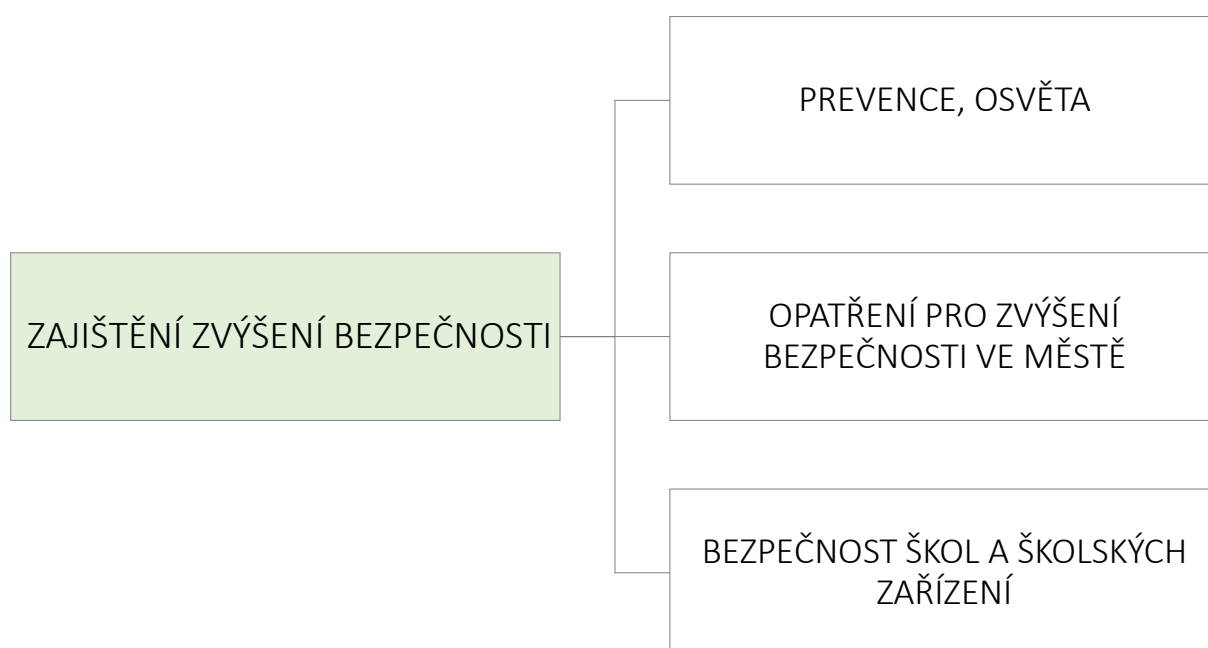 PREVENCE, OSVĚTA
ZAJIŠTĚNÍ ZVÝŠENÍ BEZPEČNOSTI
OPATŘENÍ PRO ZVÝŠENÍ
BEZPEČNOSTI VE MĚSTĚ
BEZPEČNOST ŠKOL A ŠKOLSKÝCH
ZAŘÍZENÍ